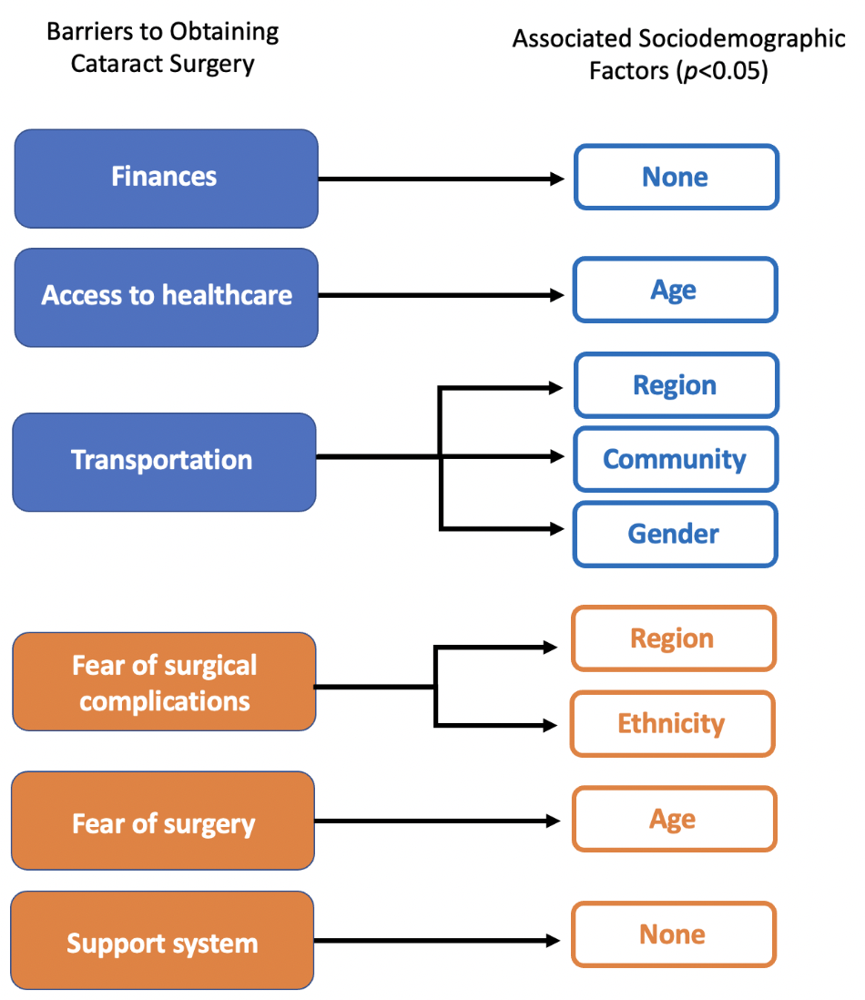 Barriers to Obtaining
Cataract Surgery
Associated Sociodemographic
Factors (p<0.05)
Finances
None
Access to healthcare
Age
Transportation
Region
Community
Gender
Fear of surgical
complications
Region
Ethnicity
Fear of surgery
Age
Support system
None